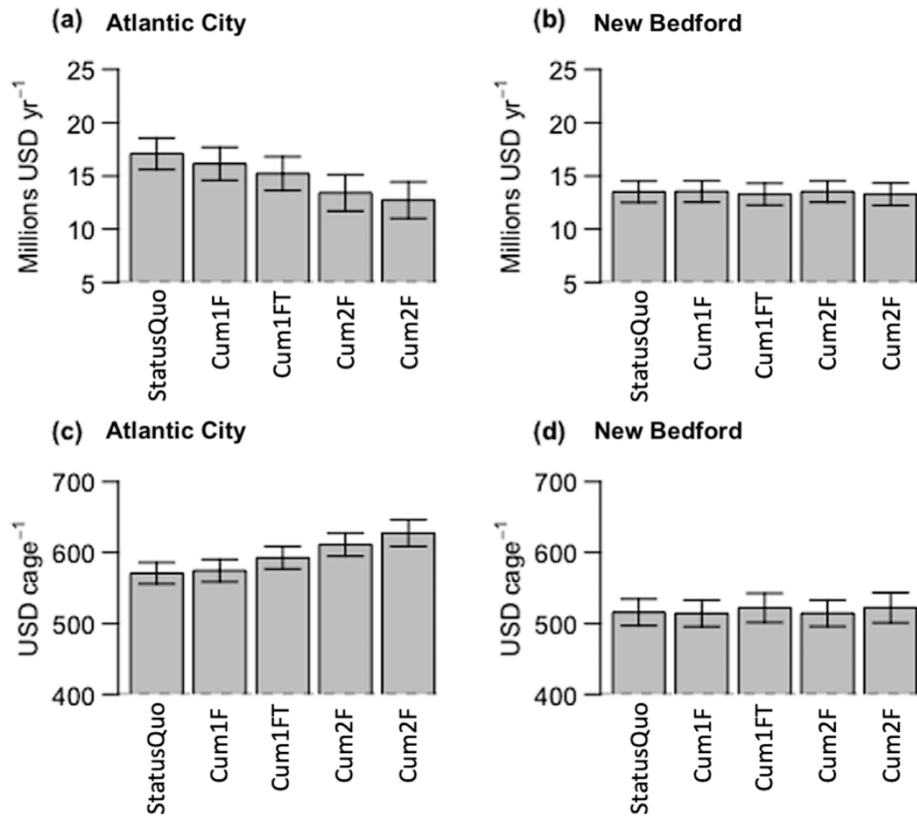 (a) Atlantic City
Millions USD yr⁻¹
25
20
15
10
5
StatusQuo
Cum1F
Cum1FT
Cum2F
Cum2F
(b) New Bedford
Millions USD yr⁻¹
25
20
15
10
5
StatusQuo
Cum1F
Cum1FT
Cum2F
Cum2F
(c) Atlantic City
USD cage⁻¹
700
600
500
400
StatusQuo
Cum1F
Cum1FT
Cum2F
Cum2F
(d) New Bedford
USD cage⁻¹
700
600
500
400
StatusQuo
Cum1F
Cum1FT
Cum2F
Cum2F